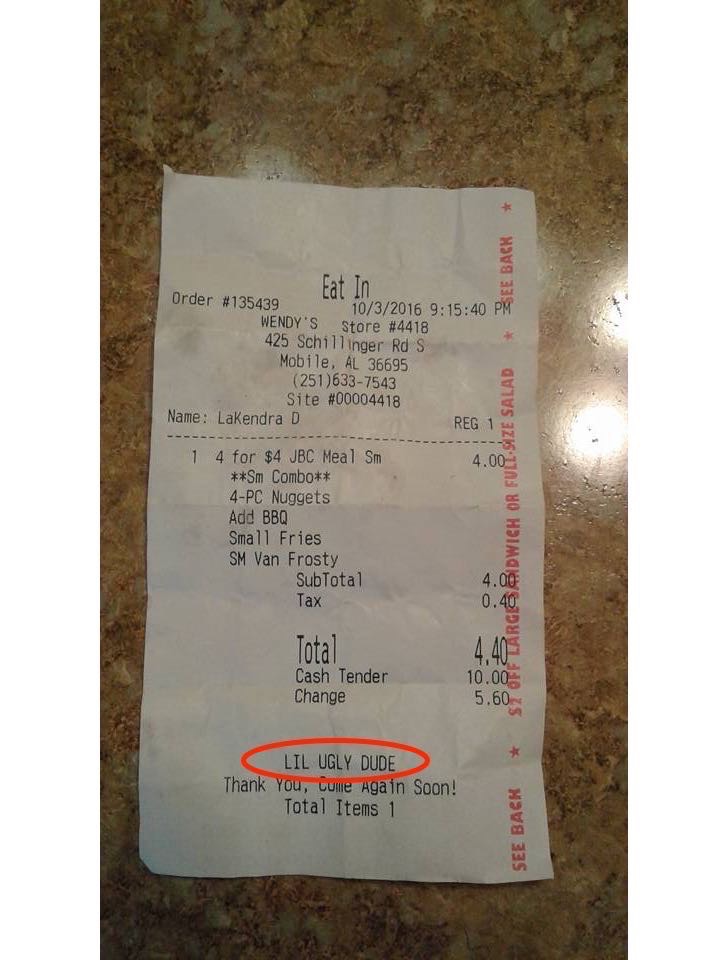 Eat In
Order #135439 10/3/2016 9:15:40 PM
WENDY'S Store #4418
425 Schillinger Rd S
Mobile, AL 36695
(251)633-7543
Site #00004418
Name: LaKendra D REG 1
1 4 for $4 JBC Meal Sm 4.00
**Sm Combo**
4-PC Nuggets
Add BBQ
Small Fries
SM Van Frosty
SubTotal 4.00
Tax 0.40
Total 4.40
Cash Tender 10.00
Change 5.60
LIL UGLY DUDE
Thank You, Come Again Soon!
Total Items 1
SEE BACK ★ $2 OFF LARGE SANDWICH OR FULL-SIZE SALAD ★ SEE BACK ★